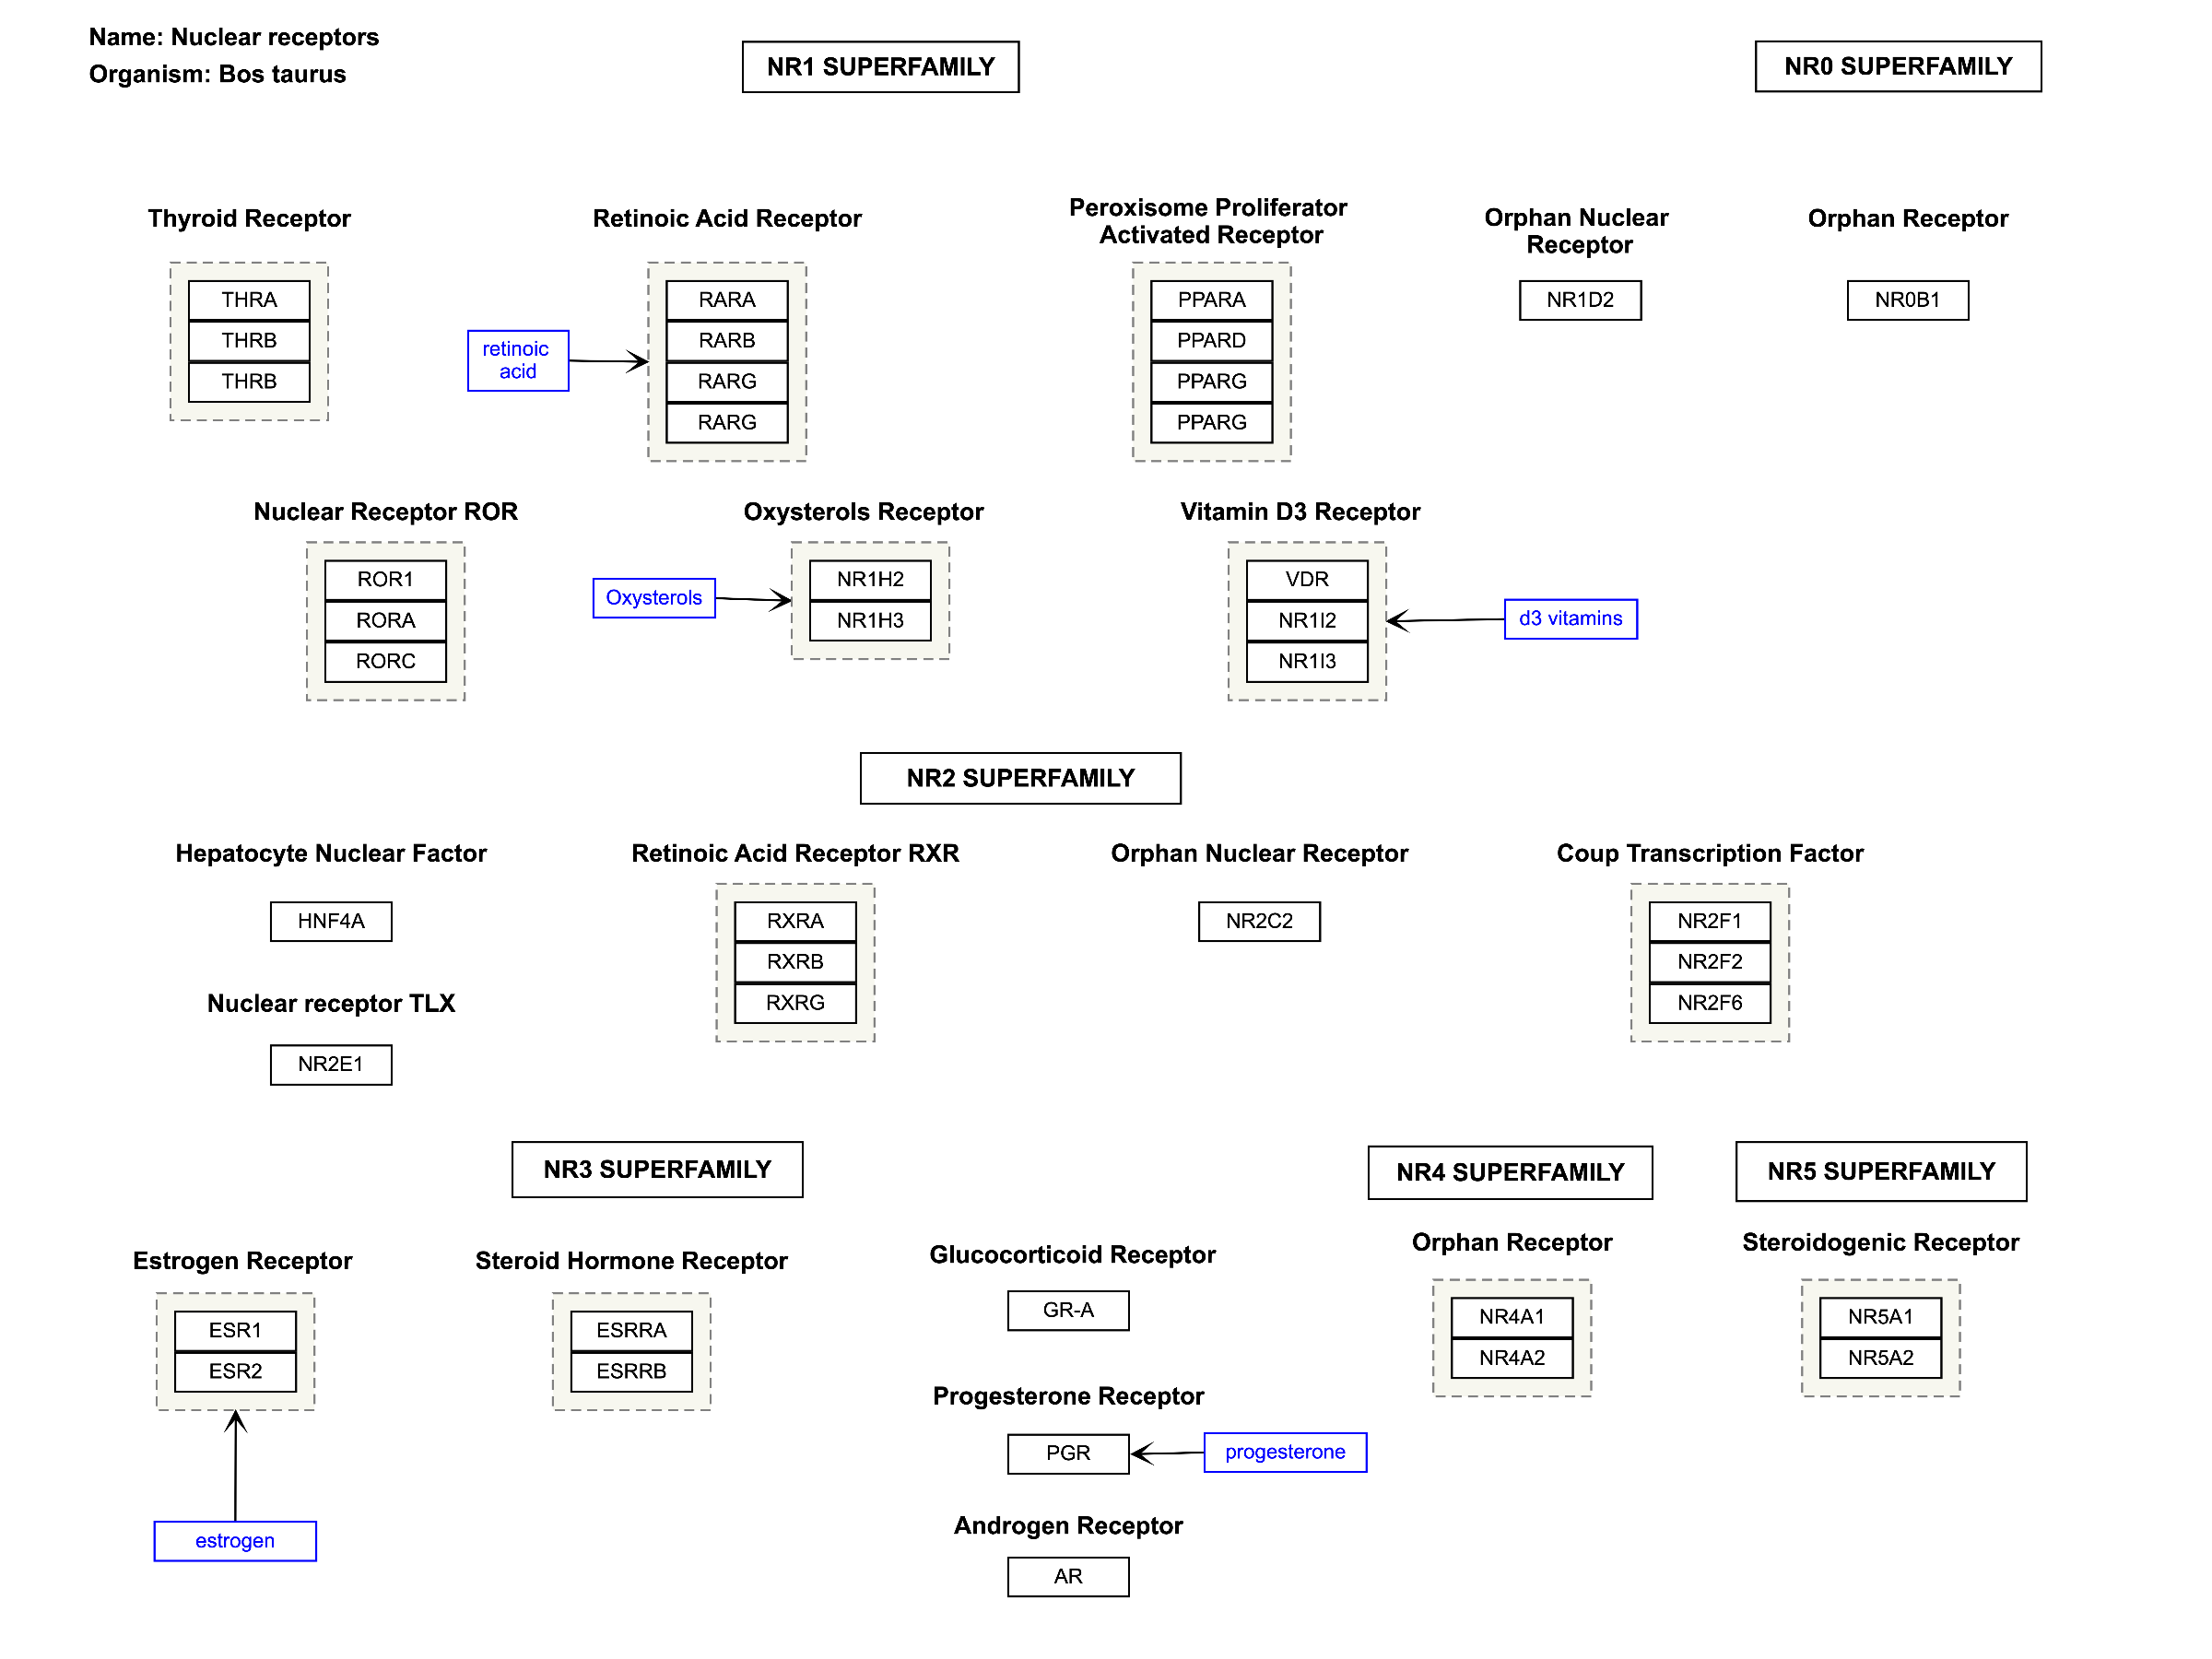 Name: Nuclear receptors
Organism: Bos taurus
NR1 SUPERFAMILY
NR0 SUPERFAMILY
Thyroid Receptor
THRA
THRB
THRB
Retinoic Acid Receptor
retinoic
acid
RARA
RARB
RARG
RARG
Peroxisome Proliferator
Activated Receptor
PPARA
PPARD
PPARG
PPARG
Orphan Nuclear
Receptor
NR1D2
Orphan Receptor
NR0B1
Nuclear Receptor ROR
ROR1
RORA
RORC
Oxysterols Receptor
Oxysterols
NR1H2
NR1H3
Vitamin D3 Receptor
VDR
NR1I2
NR1I3
d3 vitamins
NR2 SUPERFAMILY
Hepatocyte Nuclear Factor
HNF4A
Nuclear receptor TLX
NR2E1
Retinoic Acid Receptor RXR
RXRA
RXRB
RXRG
Orphan Nuclear Receptor
NR2C2
Coup Transcription Factor
NR2F1
NR2F2
NR2F6
NR3 SUPERFAMILY
Estrogen Receptor
ESR1
ESR2
estrogen
Steroid Hormone Receptor
ESRRA
ESRRB
Glucocorticoid Receptor
GR-A
Progesterone Receptor
PGR
progesterone
Androgen Receptor
AR
NR4 SUPERFAMILY
Orphan Receptor
NR4A1
NR4A2
NR5 SUPERFAMILY
Steroidogenic Receptor
NR5A1
NR5A2